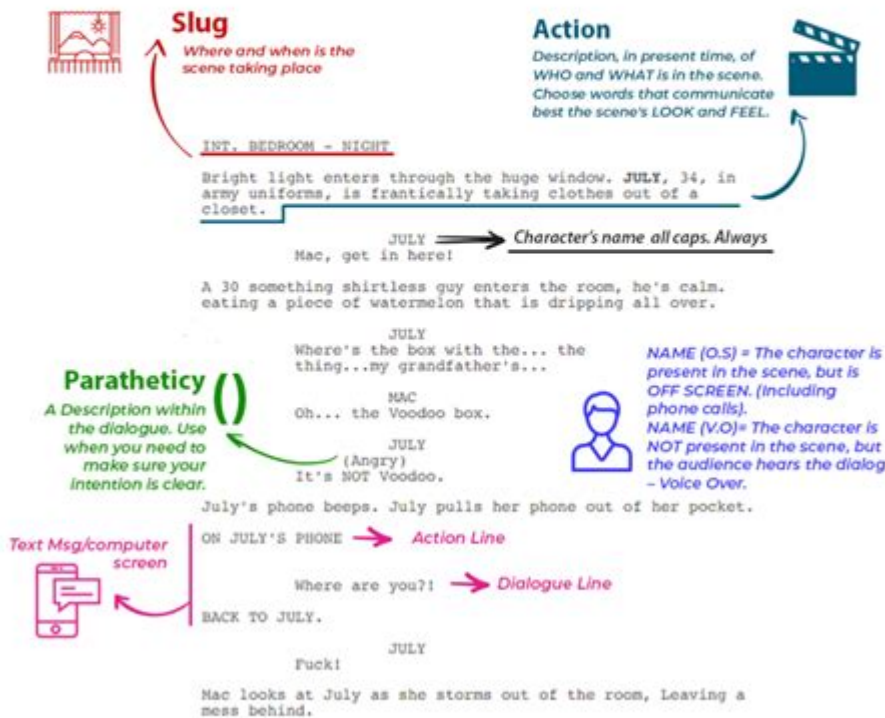 Slug
Where and when is the
scene taking place
Action
Description, in present time, of
WHO and WHAT is in the scene.
Choose words that communicate
best the scene's LOOK and FEEL.
INT. BEDROOM - NIGHT
Bright light enters through the huge window. JULY, 34, in
army uniforms, is frantically taking clothes out of a
closet.
JULY
Character's name all caps. Always
Mac, get in here!
A 30 something shirtless guy enters the room, he's calm.
eating a piece of watermelon that is dripping all over.
JULY
Where's the box with the... the
thing...my grandfather's...
MAC
Oh... the Voodoo box.
JULY
(Angry)
It's NOT Voodoo.
Paratheticy
()
A Description within
the dialogue. Use
when you need to
make sure your
intention is clear.
NAME (O.S) = The character is
present in the scene, but is
OFF SCREEN. (Including
phone calls).
NAME (V.O)= The character is
NOT present in the scene, but
the audience hears the dialog
– Voice Over.
July's phone beeps. July pulls her phone out of her pocket.
Text Msg/computer
screen
ON JULY'S PHONE
Action Line
Where are you?!
Dialogue Line
BACK TO JULY.
JULY
Fuck!
Mac looks at July as she storms out of the room, Leaving a
mess behind.